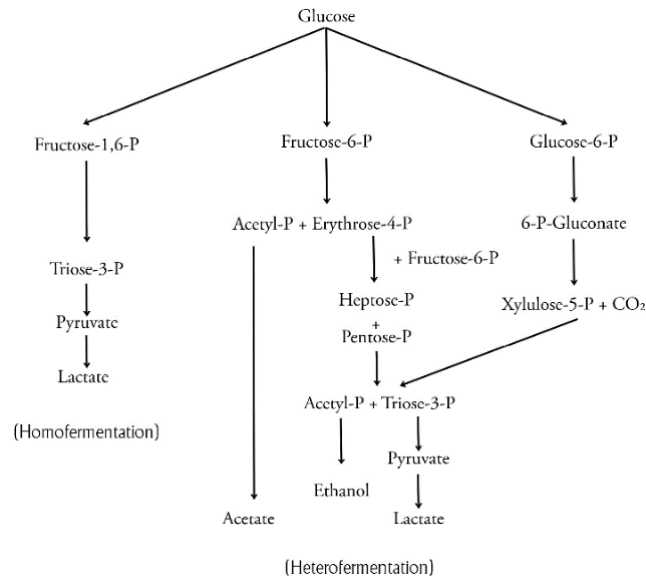 Glucose
Fructose-1,6-P
Fructose-6-P
Glucose-6-P
Acetyl-P + Erythrose-4-P
6-P-Gluconate
+ Fructose-6-P
Triose-3-P
Heptose-P
Xylulose-5-P + CO₂
+
Pyruvate
Pentose-P
Lactate
Acetyl-P + Triose-3-P
(Homofermentation)
Pyruvate
Ethanol
Acetate
Lactate
(Heterofermentation)